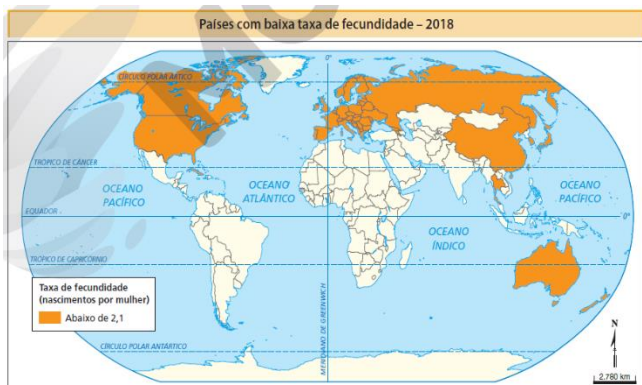 Países com baixa taxa de fecundidade – 2018
CÍRCULO POLAR ÁRTICO
0°
TRÓPICO DE CÂNCER
OCEANO
PACÍFICO
OCEANO
ATLÂNTICO
OCEANO
PACÍFICO
EQUADOR
0°
OCEANO
ÍNDICO
TRÓPICO DE CAPRICÓRNIO
Taxa de fecundidade
(nascimentos por mulher)
Abaixo de 2,1
MERIDIANO DE GREENWICH
CÍRCULO POLAR ANTÁRTICO
N
2.780 km